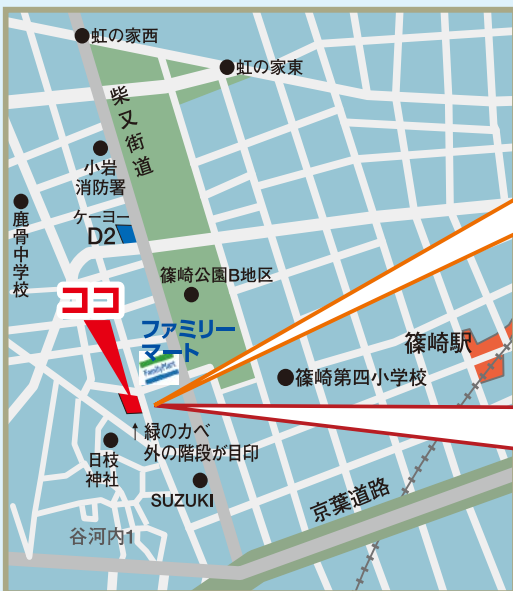 虹の家西
虹の家東
柴又街道
小岩
消防署
鹿骨中学校
ケーヨー
D2
篠崎公園B地区
ココ
ファミリー
マート
FamilyMart
篠崎駅
篠崎第四小学校
↑緑のカベ
外の階段が目印
日枝
神社
SUZUKI
京葉道路
谷河内1